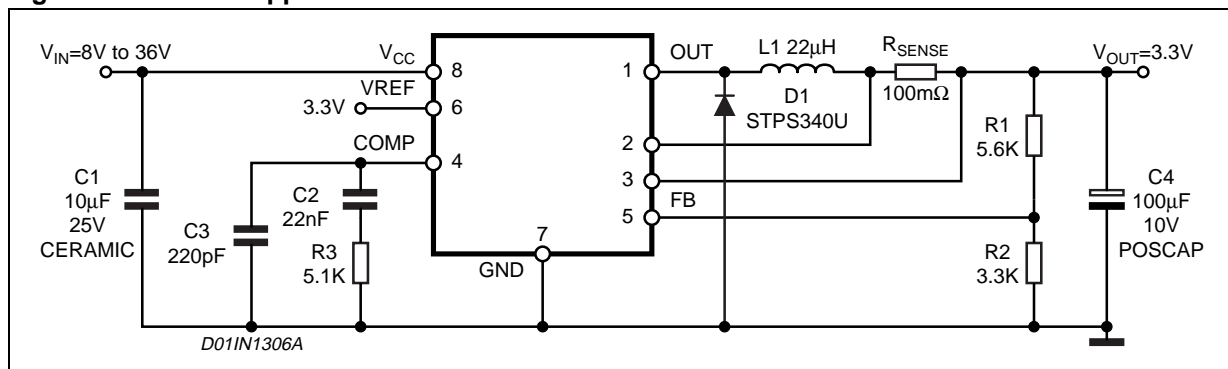 V_IN=8V to 36V
V_CC
8
VREF
3.3V
6
COMP
4
C1
10μF
25V
CERAMIC
C3
220pF
C2
22nF
R3
5.1K
7
GND
D01IN1306A
1
OUT
L1 22μH
R_SENSE
100mΩ
V_OUT=3.3V
D1
STPS340U
2
3
FB
5
R1
5.6K
R2
3.3K
C4
100μF
10V
POSCAP